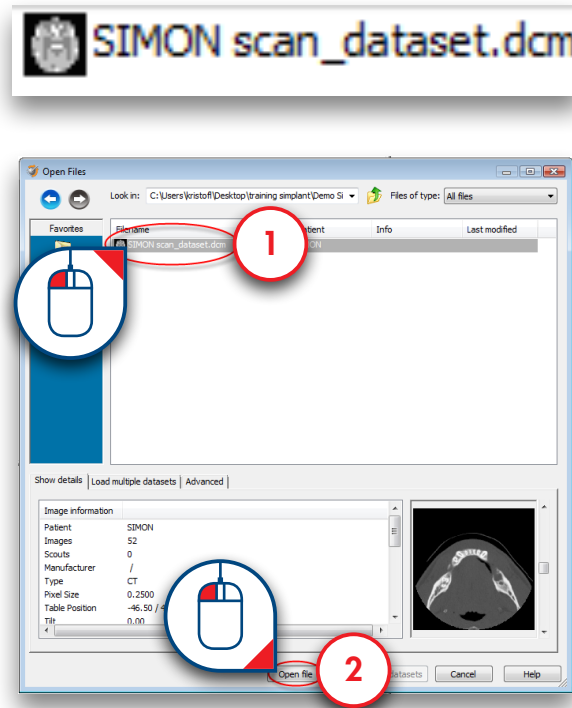 SIMON scan_dataset.dcm
Open Files
Look in: C:\Users\kristofl\Desktop\training simplant\Demo Si Files of type: All files
Favorites Filename Info Last modified
SIMON scan_dataset.dcm
1
Show details Load multiple datasets Advanced
Image information
Patient SIMON
Images 52
Scouts 0
Manufacturer /
Type CT
Pixel Size 0.2500
Table Position -46.50 /
Tilt 0.00
Open file 2 datasets Cancel Help